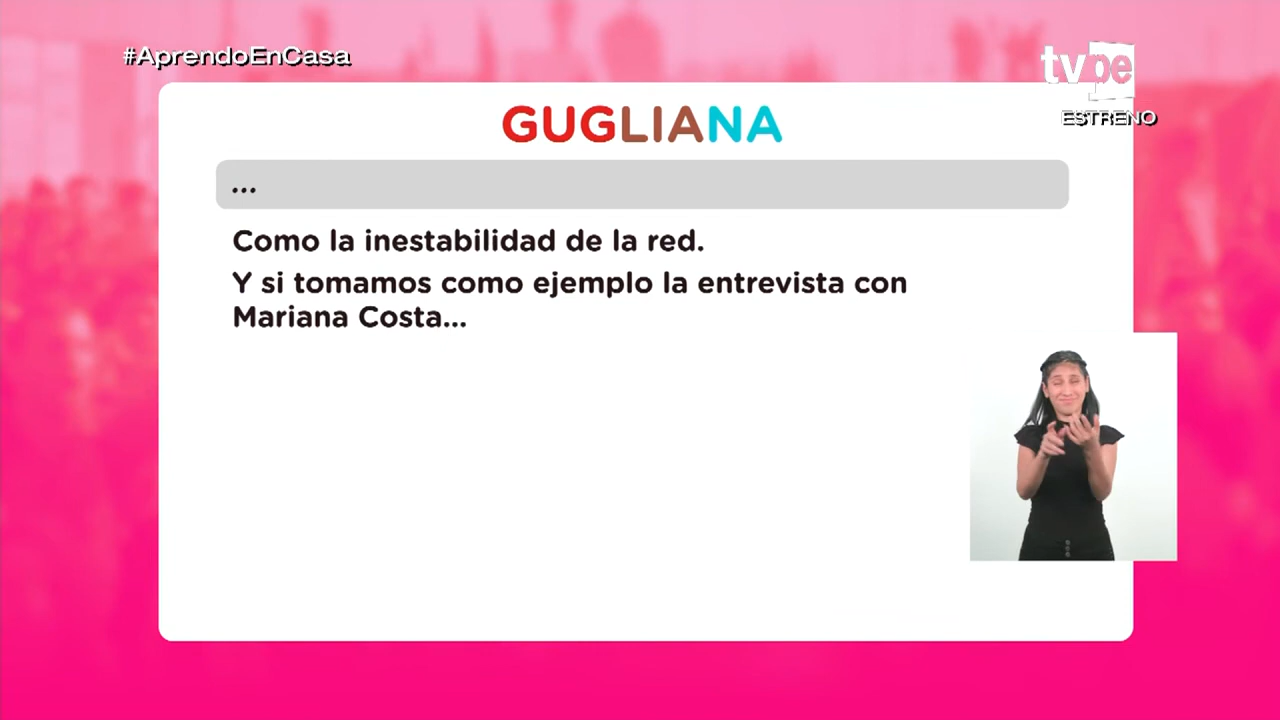 #AprendoEnCasa
tvpe
ESTRENO
GUGLIANA
...
Como la inestabilidad de la red.
Y si tomamos como ejemplo la entrevista con
Mariana Costa...